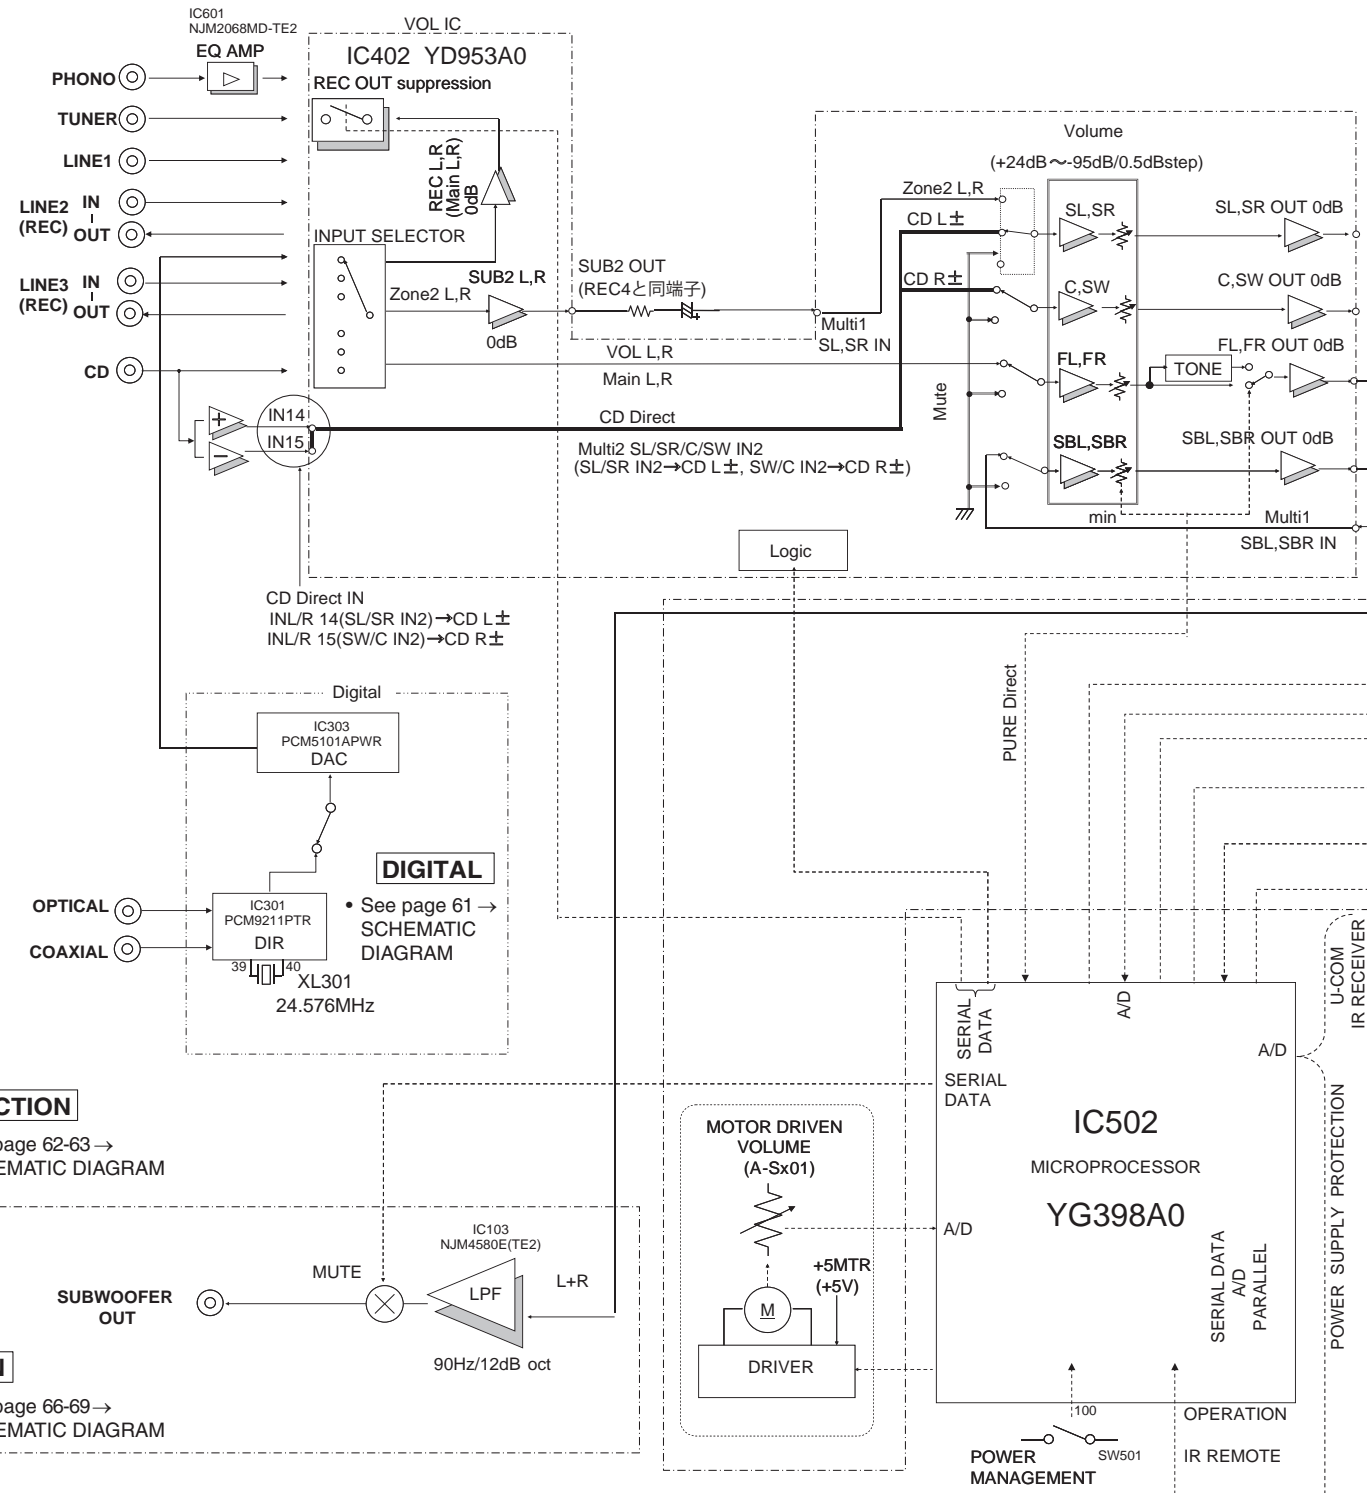 IC601
NJM2068MD-TE2
EQ AMP
VOL IC
IC402 YD953A0
REC OUT suppression
PHONO
TUNER
LINE1
LINE2
(REC)
IN
OUT
LINE3
(REC)
IN
OUT
CD
REC L,R
(Main L,R)
0dB
INPUT SELECTOR
Zone2 L,R
SUB2 L,R
0dB
SUB2 OUT
(REC4と同端子)
VOL L,R
Main L,R
IN14
IN15
+
−
CD Direct
Multi2 SL/SR/C/SW IN2
(SL/SR IN2→CD L±, SW/C IN2→CD R±)
Multi1
SL,SR IN
Volume
(+24dB～-95dB/0.5dBstep)
Zone2 L,R
CD L±
CD R±
Mute
SL,SR
C,SW
FL,FR
SBL,SBR
TONE
SL,SR OUT 0dB
C,SW OUT 0dB
FL,FR OUT 0dB
SBL,SBR OUT 0dB
min
Multi1
SBL,SBR IN
Logic
CD Direct IN
INL/R 14(SL/SR IN2)→CD L±
INL/R 15(SW/C IN2)→CD R±
Digital
IC303
PCM5101APWR
DAC
DIGITAL
• See page 61→
SCHEMATIC
DIAGRAM
OPTICAL
COAXIAL
IC301
PCM9211PTR
DIR
39
40
XL301
24.576MHz
PURE Direct
SERIAL
DATA
A/D
A/D
U-COM
IR RECEIVER
SERIAL
DATA
IC502
MICROPROCESSOR
YG398A0
A/D
SERIAL DATA
A/D
PARALLEL
POWER SUPPLY PROTECTION
CTION
page 62-63→
EMATIC DIAGRAM
MOTOR DRIVEN
VOLUME
(A-Sx01)
+5MTR
(+5V)
M
DRIVER
IC103
NJM4580E(TE2)
MUTE
LPF
L+R
90Hz/12dB oct
SUBWOOFER
OUT
N
page 66-69→
EMATIC DIAGRAM
100
SW501
POWER
MANAGEMENT
OPERATION
IR REMOTE